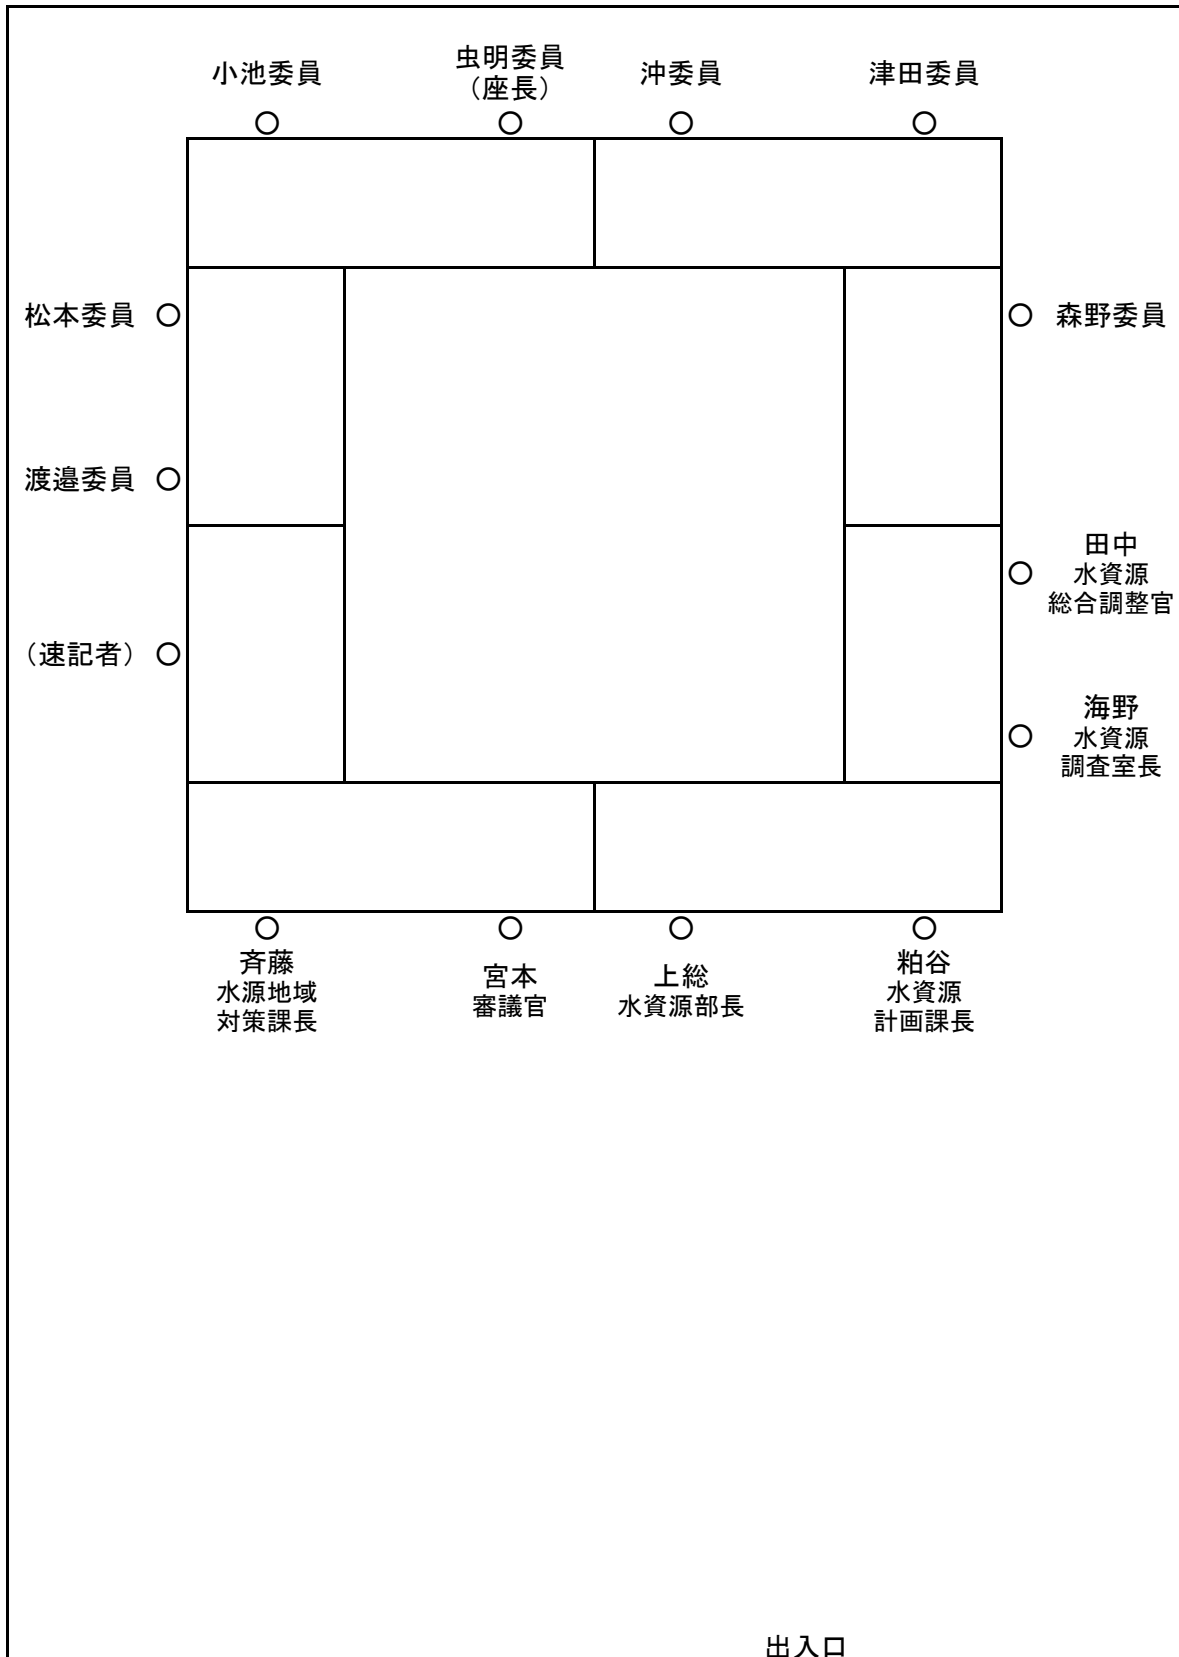 小池委員
虫明委員
（座長）
沖委員
津田委員
松本委員
森野委員
渡邉委員
田中
水資源
総合調整官
（速記者）
海野
水資源
調査室長
斉藤
水源地域
対策課長
宮本
審議官
上総
水資源部長
粕谷
水資源
計画課長
出入口